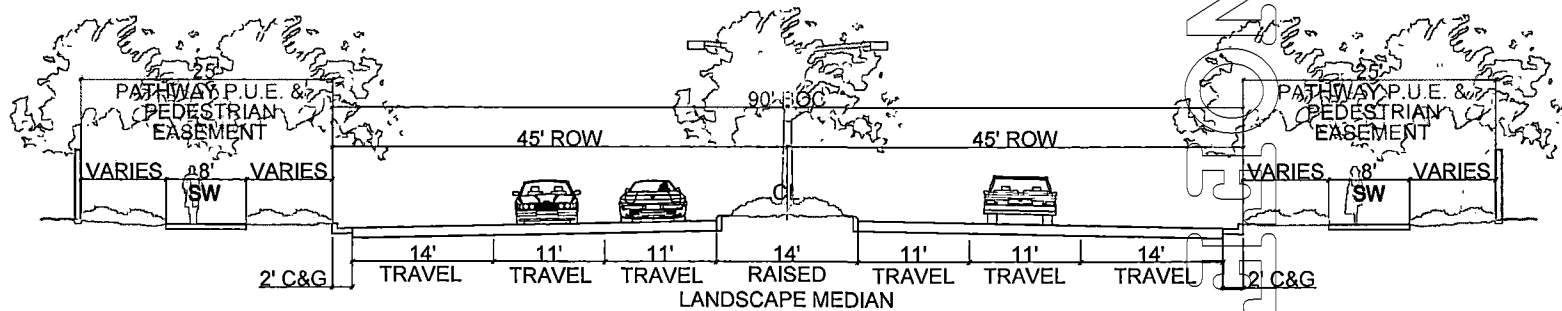 25'
PATHWAY P.U.E. &
PEDESTRIAN
EASEMENT
VARIES 8' VARIES
SW
90'
45' ROW 45' ROW
25'
PATHWAY P.U.E. &
PEDESTRIAN
EASEMENT
VARIES 8' VARIES
SW
14' 11' 11' 14' 11' 11' 14'
TRAVEL TRAVEL TRAVEL RAISED TRAVEL TRAVEL TRAVEL
2' C&G LANDSCAPE MEDIAN 2' C&G